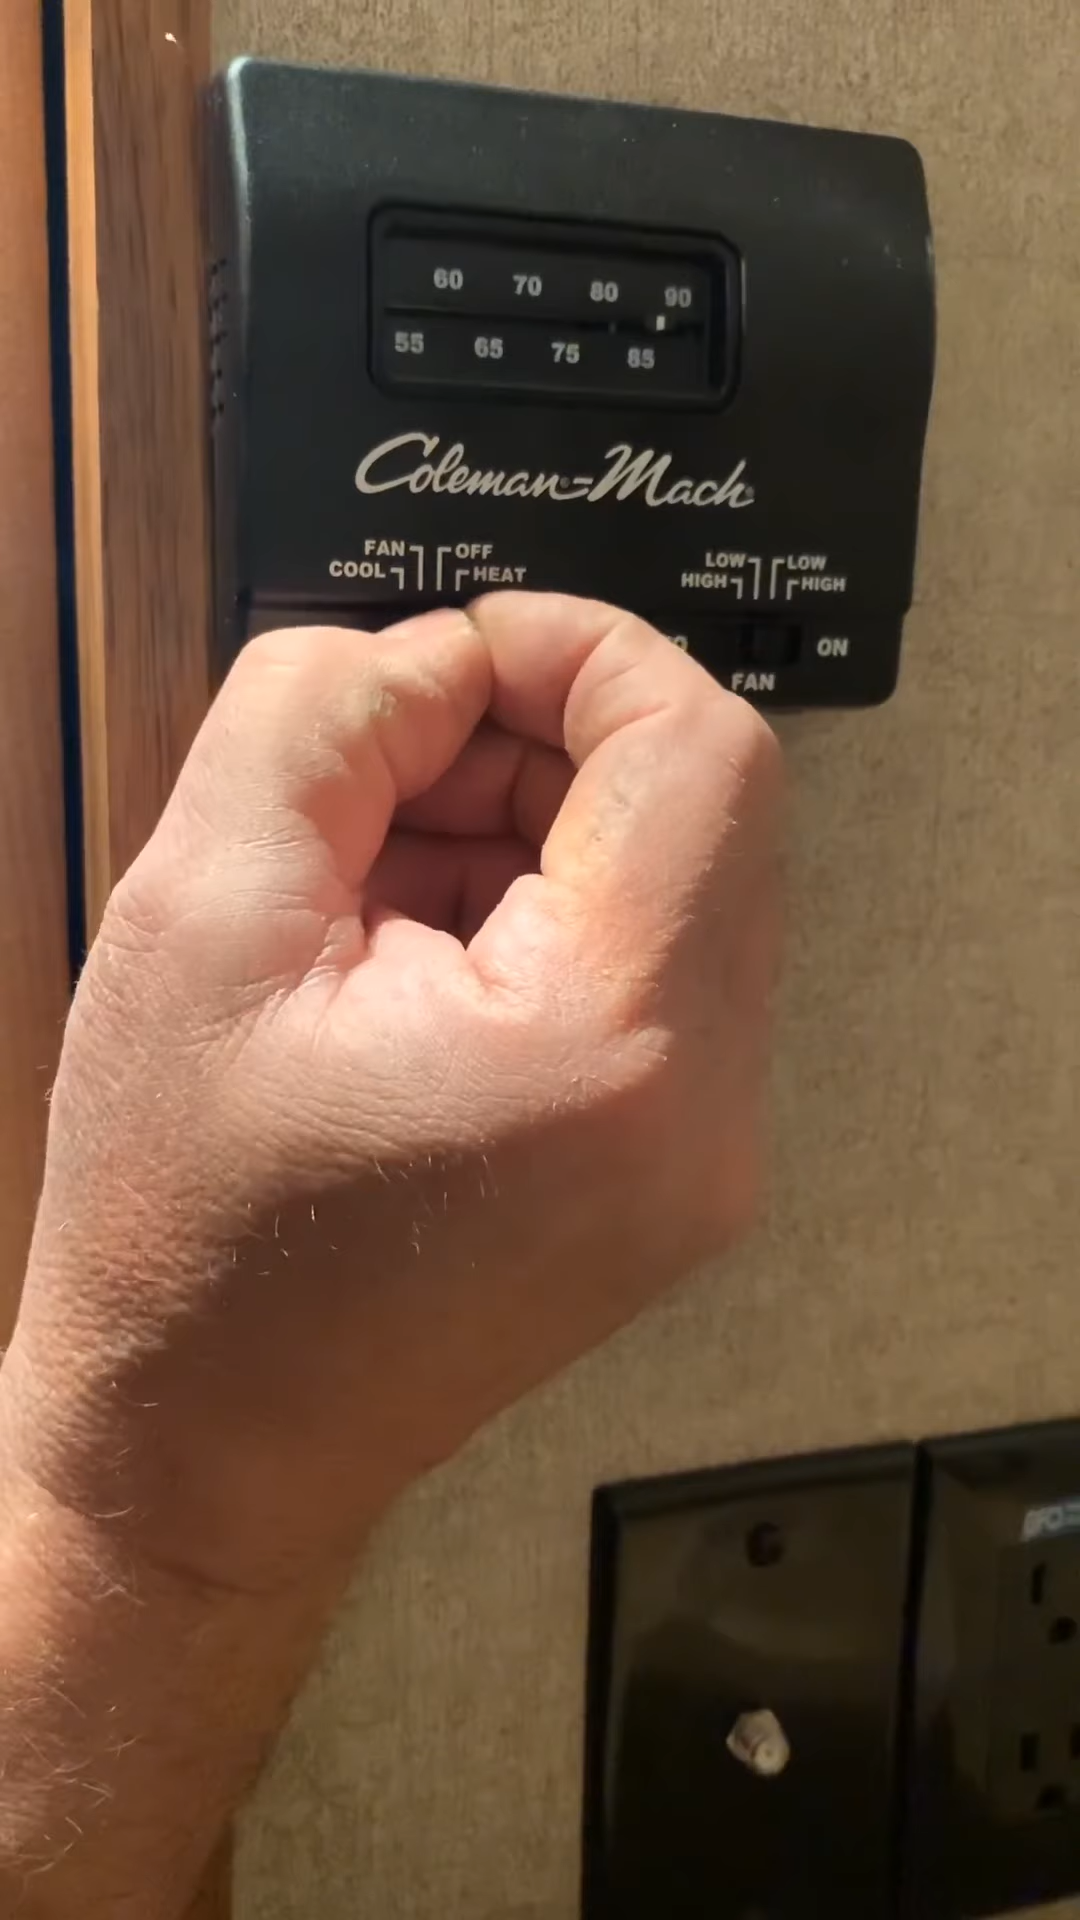 60 70 80 90
55 65 75 85
Coleman-Mach
FAN OFF
COOL HEAT
LOW LOW
HIGH HIGH
ON
FAN